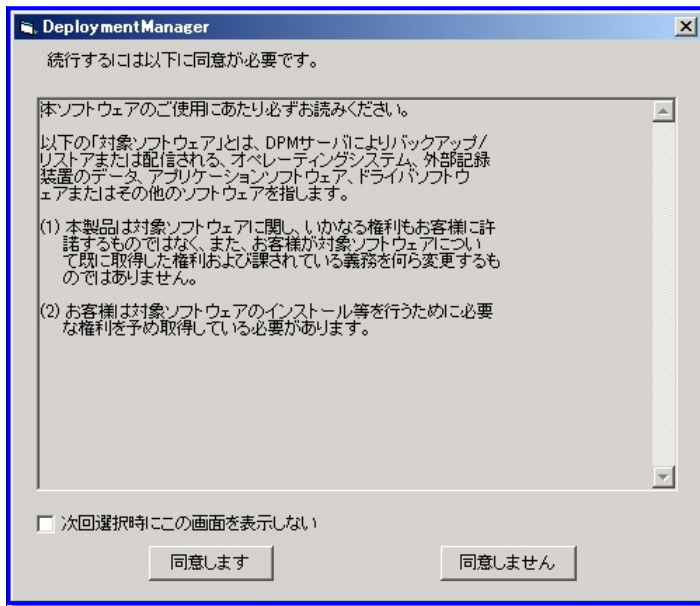 DeploymentManager
続行するには以下に同意が必要です。
本ソフトウェアのご使用にあたり必ずお読みください。
以下の「対象ソフトウェア」とは、DPMサーバによりバックアップ/
リストアまたは配信される、オペレーティングシステム、外部記録
装置のデータ、アプリケーションソフトウェア、ドライバソフトウ
ェアまたはその他のソフトウェアを指します。
(1) 本製品は対象ソフトウェアに関し、いかなる権利もお客様に許
諾するものではなく、また、お客様が対象ソフトウェアについ
て既に取得した権利および課されている義務を何ら変更するも
のではありません。
(2) お客様は対象ソフトウェアのインストール等を行うために必要
な権利を予め取得している必要があります。
次回選択時にこの画面を表示しない
同意します
同意しません